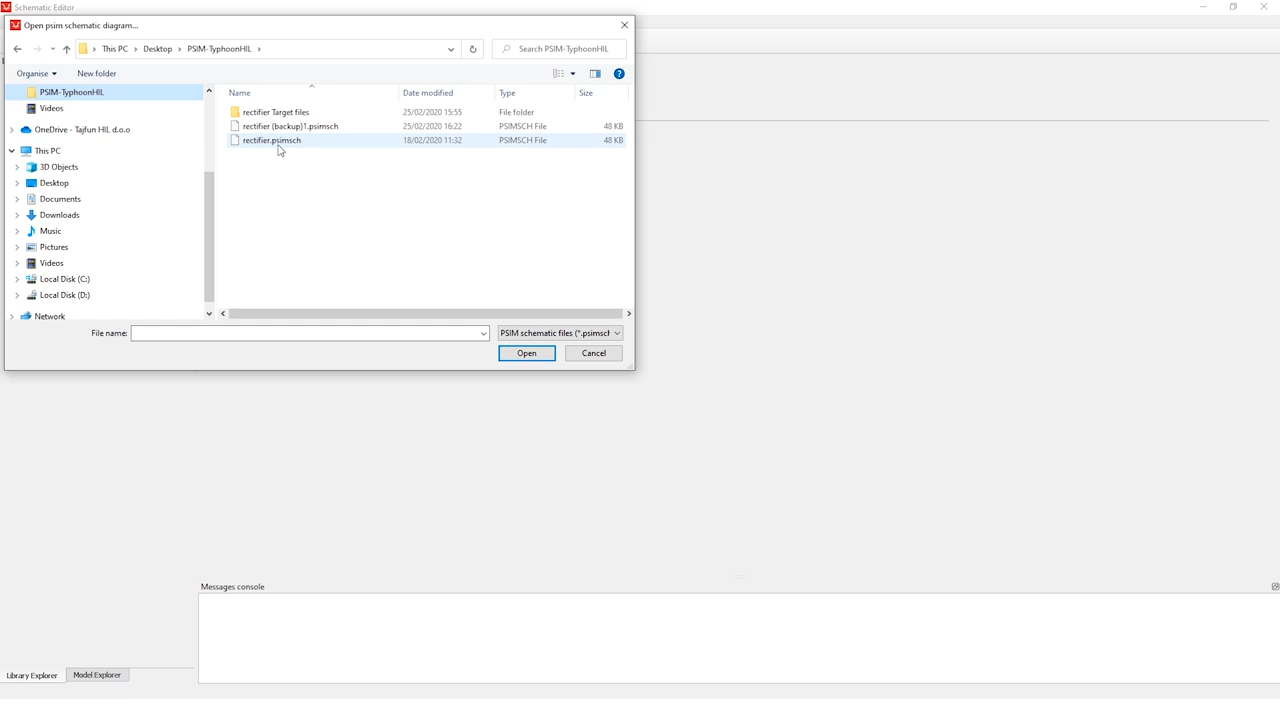 Schematic Editor
Open psim schematic diagram...
This PC > Desktop > PSIM-TyphoonHIL >
Search PSIM-TyphoonHIL
Organise New folder
Name Date modified Type Size
PSIM-TyphoonHIL
Videos
OneDrive - Tajfun HIL d.o.o
This PC
3D Objects
Desktop
Documents
Downloads
Music
Pictures
Videos
Local Disk (C:)
Local Disk (D:)
Network
rectifier Target files 25/02/2020 15:55 File folder
rectifier (backup)1.psimsch 25/02/2020 16:22 PSIMSCH File 48 KB
rectifier.psimsch 18/02/2020 11:32 PSIMSCH File 48 KB
File name:
PSIM schematic files (*.psimscl
Open Cancel
Messages console
Library Explorer Model Explorer